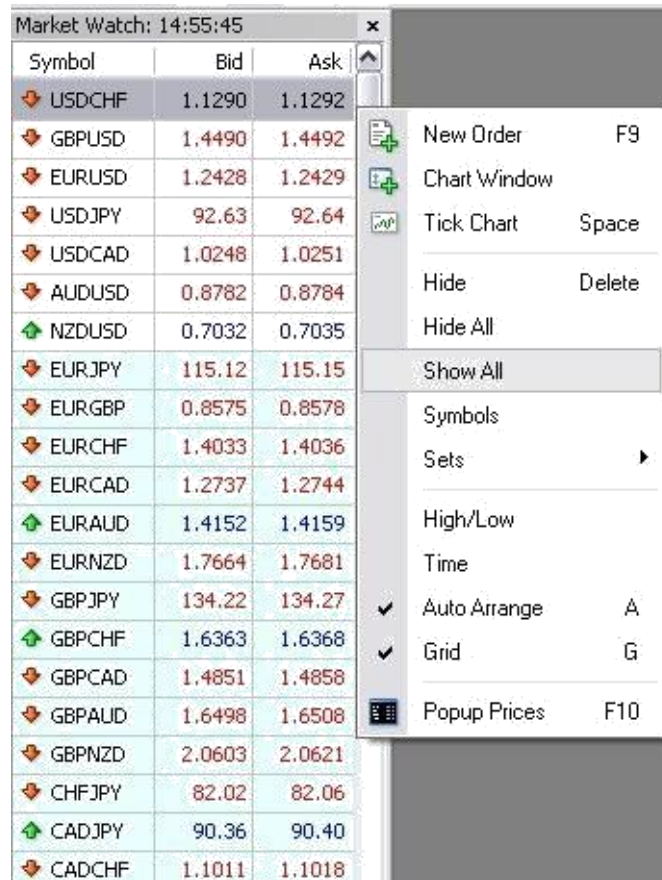 Market Watch: 14:55:45
Symbol Bid Ask
USDCHF 1.1290 1.1292
GBPUSD 1.4490 1.4492
EURUSD 1.2428 1.2429
USDJPY 92.63 92.64
USDCAD 1.0248 1.0251
AUDUSD 0.8782 0.8784
NZDUSD 0.7032 0.7035
EURJPY 115.12 115.15
EURGBP 0.8575 0.8578
EURCHF 1.4033 1.4036
EURCAD 1.2737 1.2744
EURAUD 1.4152 1.4159
EURNZD 1.7664 1.7681
GBPJPY 134.22 134.27
GBPCHF 1.6363 1.6368
GBPCAD 1.4851 1.4858
GBPAUD 1.6498 1.6508
GBPNZD 2.0603 2.0621
CHFJPY 82.02 82.06
CADJPY 90.36 90.40
CADCHF 1.1011 1.1018
New Order F9
Chart Window
Tick Chart Space
Hide Delete
Hide All
Show All
Symbols
Sets
High/Low
Time
Auto Arrange A
Grid G
Popup Prices F10